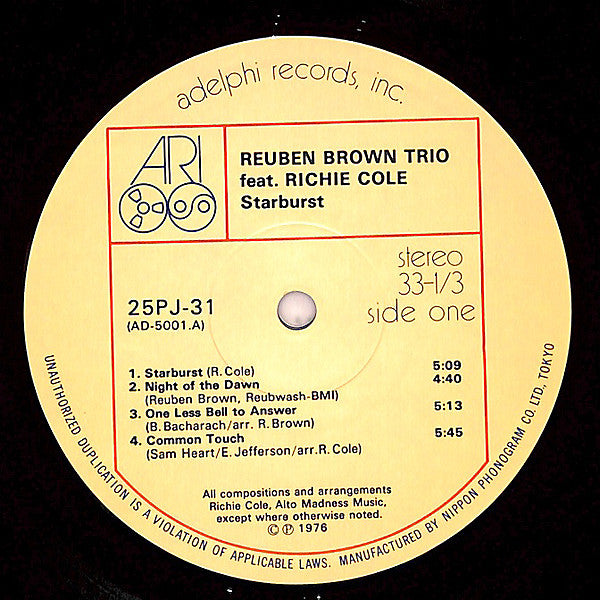 adelphi records, inc.
ARI
REUBEN BROWN TRIO
feat. RICHIE COLE
Starburst
stereo
33-1/3
side one
25PJ-31
(AD-5001.A)
1. Starburst (R. Cole) 5:09
2. Night of the Dawn 4:40
(Reuben Brown, Reubwash-BMI)
3. One Less Bell to Answer 5:13
(B. Bacharach/arr. R. Brown)
4. Common Touch 5:45
(Sam Heart/E. Jefferson/arr. R. Cole)
All compositions and arrangements
Richie Cole, Alto Madness Music,
except where otherwise noted.
© ℗ 1976
UNAUTHORIZED DUPLICATION IS A VIOLATION OF APPLICABLE LAWS. MANUFACTURED BY NIPPON PHONOGRAM CO. LTD., TOKYO